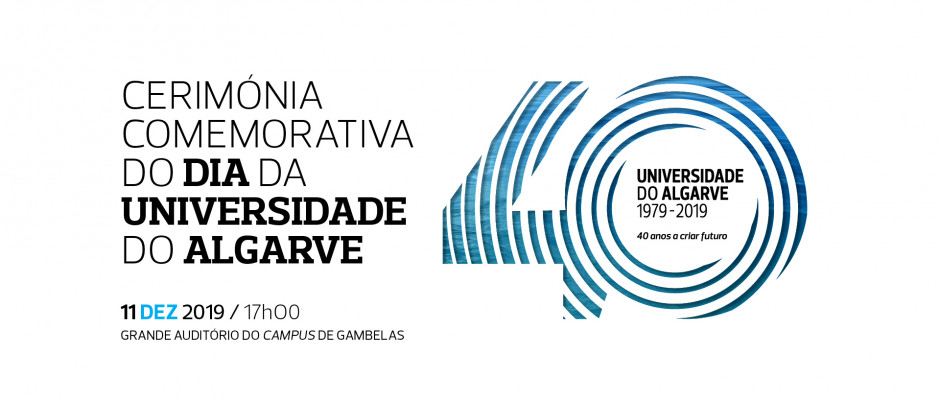 CERIMÓNIA
COMEMORATIVA
DO DIA DA
UNIVERSIDADE
DO ALGARVE
11 DEZ 2019 / 17h00
GRANDE AUDITÓRIO DO CAMPUS DE GAMBELAS
40
UNIVERSIDADE
DO ALGARVE
1979-2019
40 anos a criar futuro